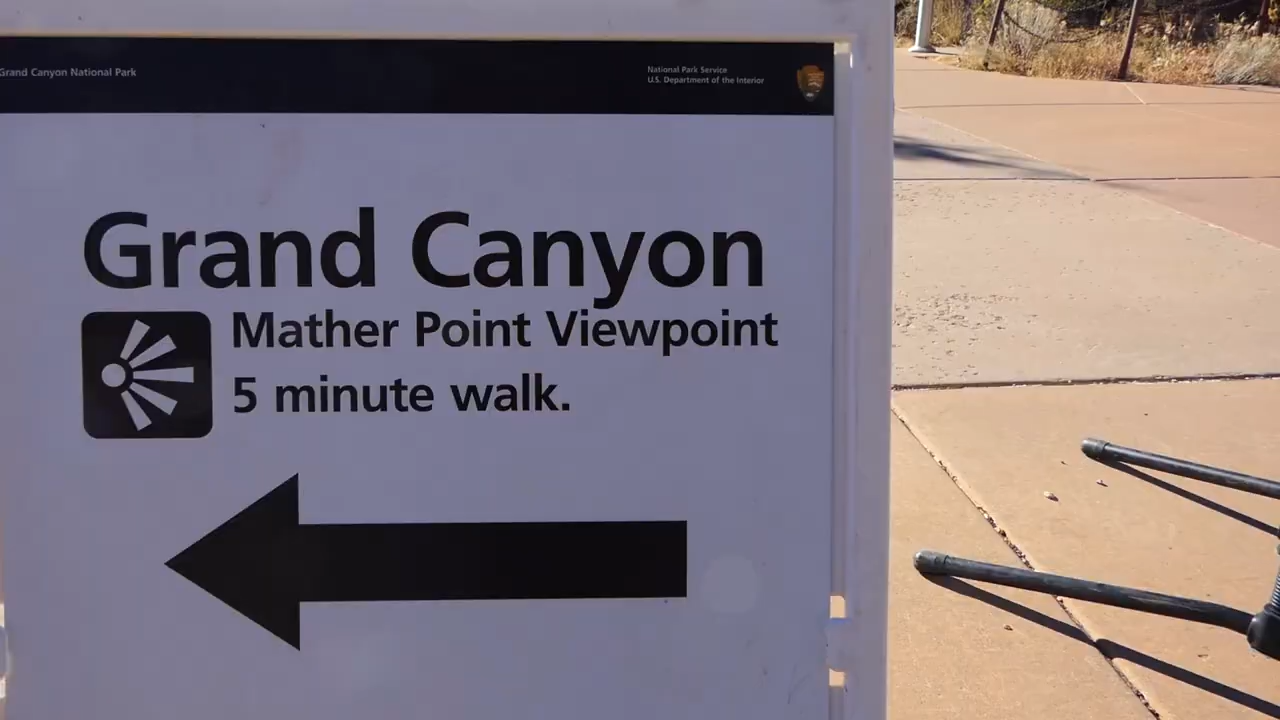 Grand Canyon National Park
National Park Service
U.S. Department of the Interior
Grand Canyon
Mather Point Viewpoint
5 minute walk.